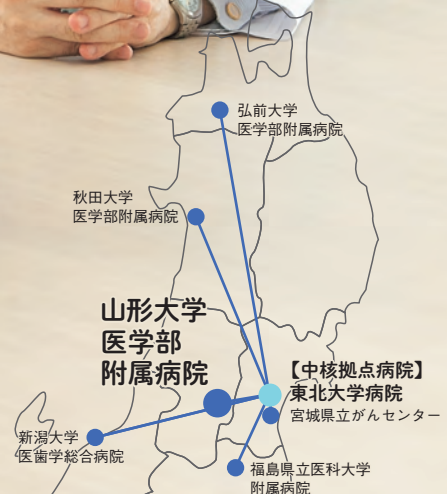 弘前大学
医学部附属病院
秋田大学
医学部附属病院
山形大学
医学部
附属病院
【中核拠点病院】
東北大学病院
宮城県立がんセンター
新潟大学
医歯学総合病院
福島県立医科大学
附属病院